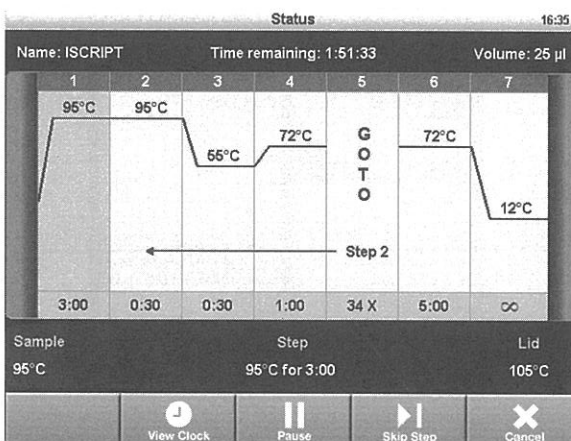 Status 16:35
Name: ISCRIPT Time remaining: 1:51:33 Volume: 25 µl
1 2 3 4 5 6 7
95°C 95°C 55°C 72°C GOTO 72°C 12°C
Step 2
3:00 0:30 0:30 1:00 34 X 5:00 ∞
Sample Step Lid
95°C 95°C for 3:00 105°C
View Clock Pause Skip Step Cancel